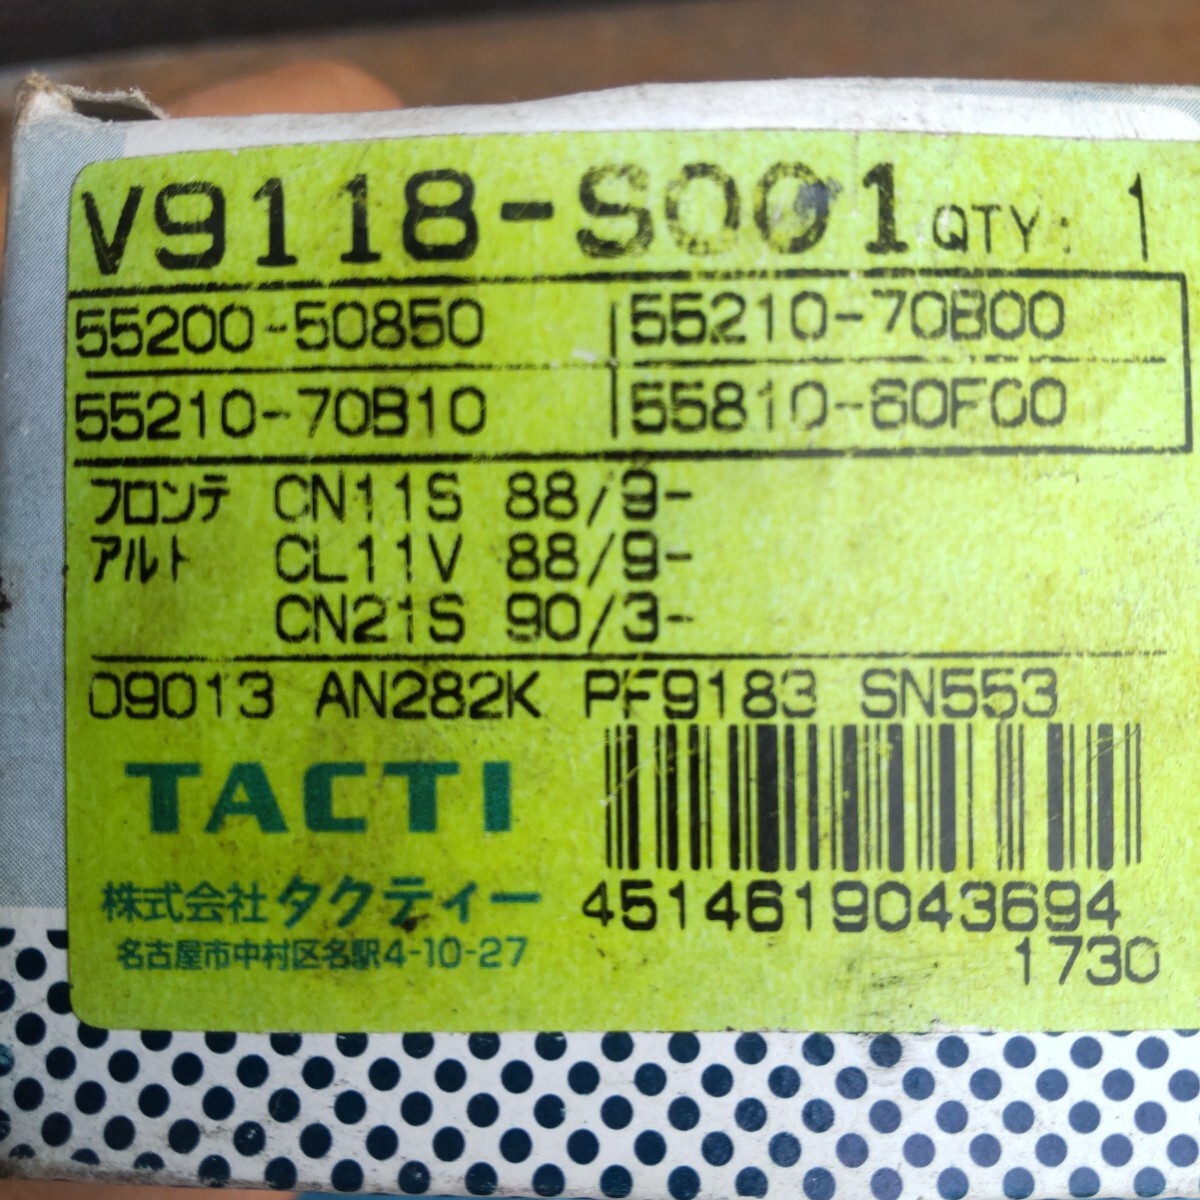 V9118-S001 QTY: 1
55200-50850 55210-70B00
55210-70B10 55810-60F00
フロンテ CN11S 88/9-
アルト CL11V 88/9-
CN21S 90/3-
D9013 AN282K PF9183 SN553
TACTI
株式会社タクティー
名古屋市中村区名駅4-10-27
4514619043694
1730